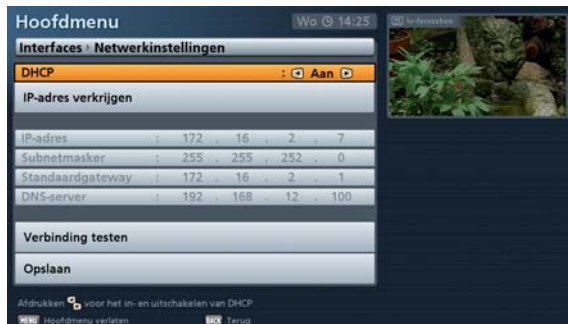 Hoofdmenu
Wo 14:25
hr-fernsehen
Interfaces › Netwerkinstellingen
DHCP : Aan
IP-adres verkrijgen
IP-adres : 172 . 16 . 2 . 7
Subnetmasker : 255 . 255 . 252 . 0
Standaardgateway : 172 . 16 . 2 . 1
DNS-server : 192 . 168 . 12 . 100
Verbinding testen
Opslaan
Afdrukken voor het in- en uitschakelen van DHCP
MENU Hoofdmenu verlaten
BACK Terug